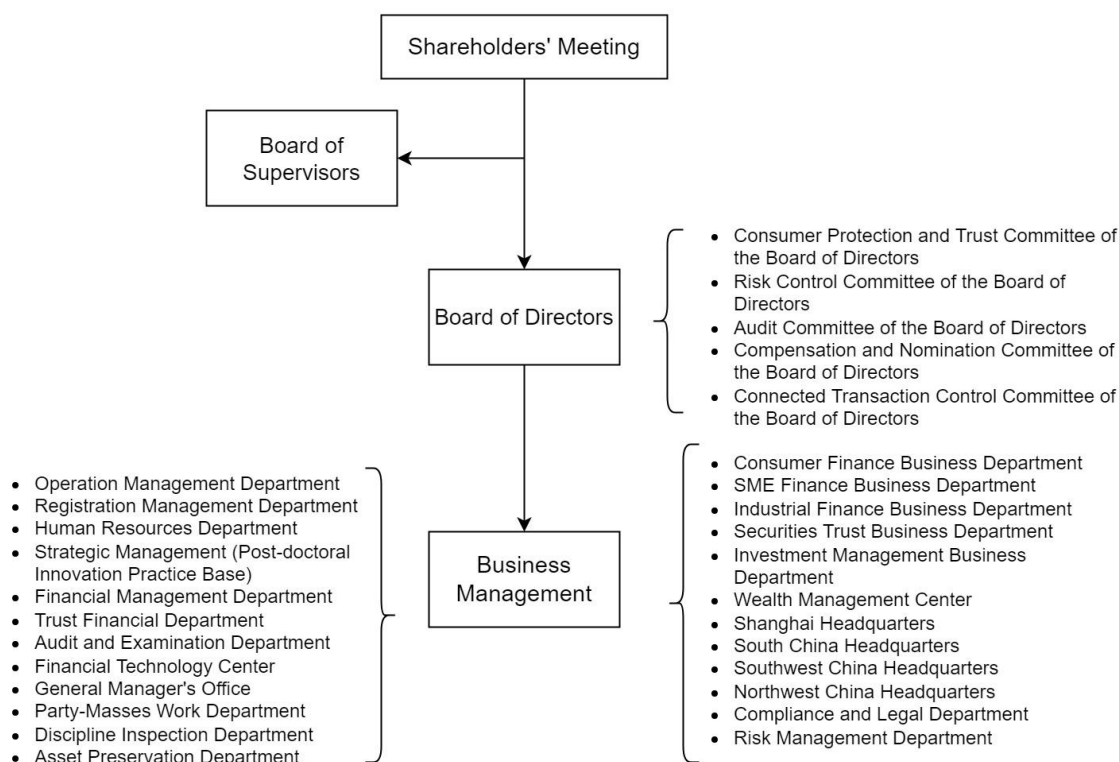 Shareholders' Meeting
Board of
Supervisors
Board of Directors
Consumer Protection and Trust Committee of
the Board of Directors
Risk Control Committee of the Board of
Directors
Audit Committee of the Board of Directors
Compensation and Nomination Committee of
the Board of Directors
Connected Transaction Control Committee of
the Board of Directors
Business
Management
Operation Management Department
Registration Management Department
Human Resources Department
Strategic Management (Post-doctoral
Innovation Practice Base)
Financial Management Department
Trust Financial Department
Audit and Examination Department
Financial Technology Center
General Manager's Office
Party-Masses Work Department
Discipline Inspection Department
Asset Preservation Department
Consumer Finance Business Department
SME Finance Business Department
Industrial Finance Business Department
Securities Trust Business Department
Investment Management Business
Department
Wealth Management Center
Shanghai Headquarters
South China Headquarters
Southwest China Headquarters
Northwest China Headquarters
Compliance and Legal Department
Risk Management Department